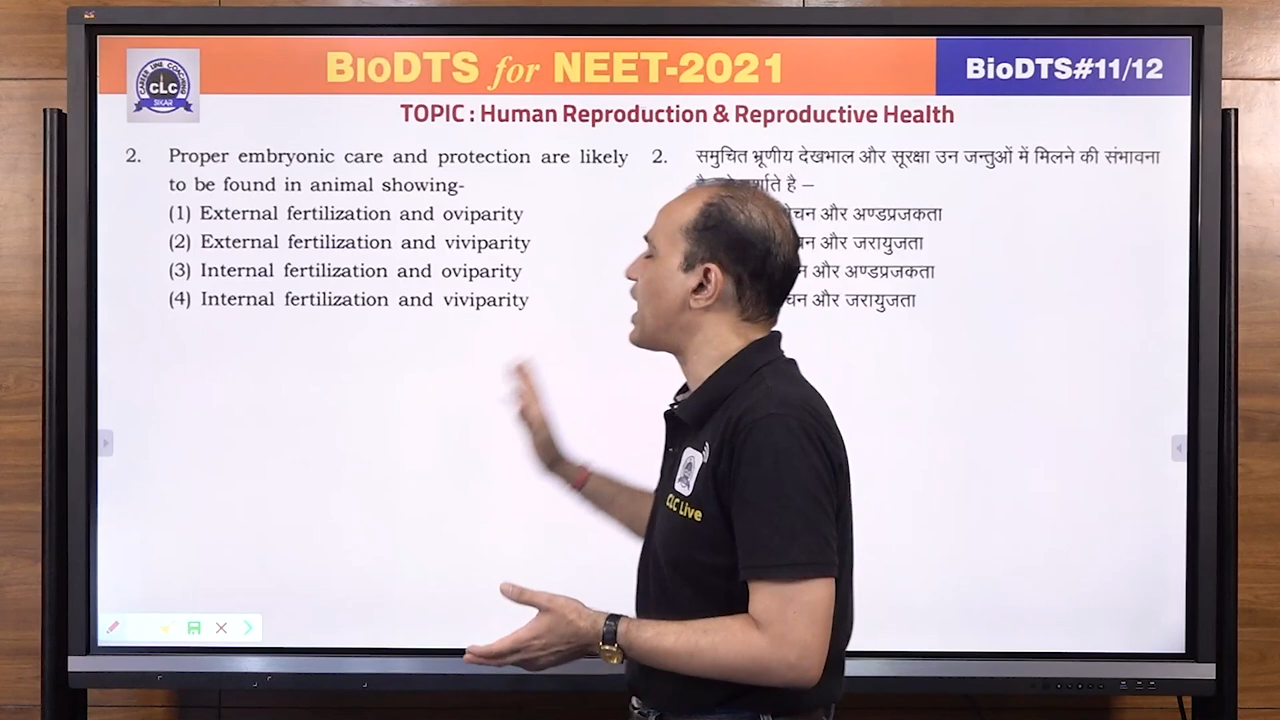 BIODTS for NEET-2021
BioDTS#11/12
CAREER LINE COACHING
CLC
SIKAR
TOPIC : Human Reproduction & Reproductive Health
2. Proper embryonic care and protection are likely
to be found in animal showing-
(1) External fertilization and oviparity
(2) External fertilization and viviparity
(3) Internal fertilization and oviparity
(4) Internal fertilization and viviparity
2. समुचित भ्रूणीय देखभाल और सूरक्षा उन जन्तुओं में मिलने की संभावना
है –
और अण्डप्रजकता
और जरायुजता
और अण्डप्रजकता
और जरायुजता
CLC Live